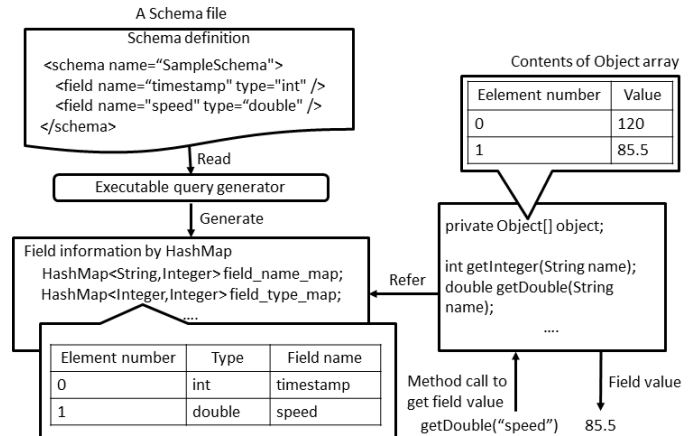 A Schema file
Schema definition
<schema name=“SampleSchema">
<field name=“timestamp" type="int" />
<field name="speed" type=“double" />
</schema>
Read
Executable query generator
Generate
Field information by HashMap
HashMap<String,Integer> field_name_map;
HashMap<Integer,Integer> field_type_map;
....
Element number Type Field name
0 int timestamp
1 double speed
Contents of Object array
Eelement number Value
0 120
1 85.5
private Object[] object;
int getInteger(String name);
double getDouble(String
name);
....
Refer
Method call to
get field value
getDouble(“speed”)
Field value
85.5